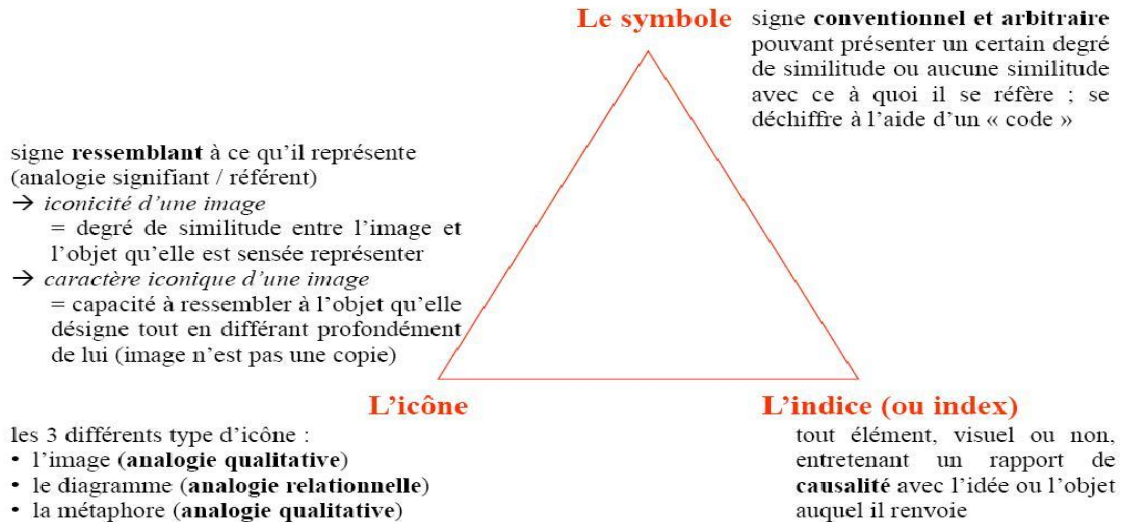 Le symbole
signe conventionnel et arbitraire
pouvant présenter un certain degré
de similitude ou aucune similitude
avec ce à quoi il se réfère ; se
déchiffre à l'aide d'un « code »
signe ressemblant à ce qu'il représente
(analogie signifiant / référent)
→ iconicité d'une image
= degré de similitude entre l'image et
l'objet qu'elle est sensée représenter
→ caractère iconique d'une image
= capacité à ressembler à l'objet qu'elle
désigne tout en différant profondément
de lui (image n'est pas une copie)
L'icône
les 3 différents type d'icône :
• l'image (analogie qualitative)
• le diagramme (analogie relationnelle)
• la métaphore (analogie qualitative)
L'indice (ou index)
tout élément, visuel ou non,
entretenant un rapport de
causalité avec l'idée ou l'objet
auquel il renvoie